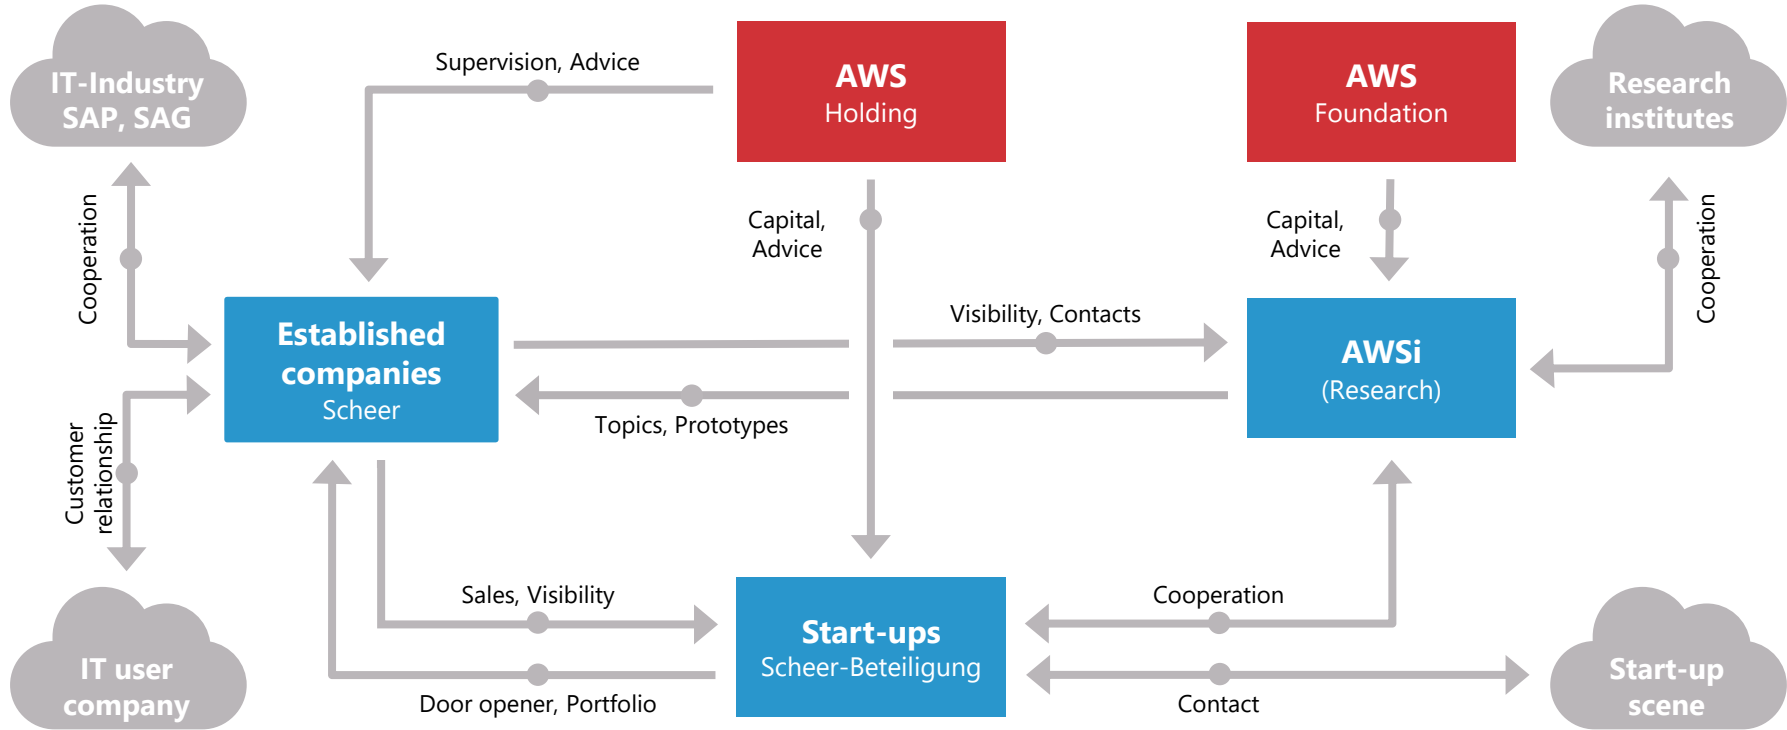 IT-Industry
SAP, SAG
Supervision, Advice
AWS
Holding
AWS
Foundation
Research
institutes
Cooperation
Capital,
Advice
Capital,
Advice
Cooperation
Established
companies
Scheer
Visibility, Contacts
AWSi
(Research)
Topics, Prototypes
Customer
relationship
Sales, Visibility
Cooperation
Start-ups
Scheer-Beteiligung
IT user
company
Door opener, Portfolio
Contact
Start-up
scene